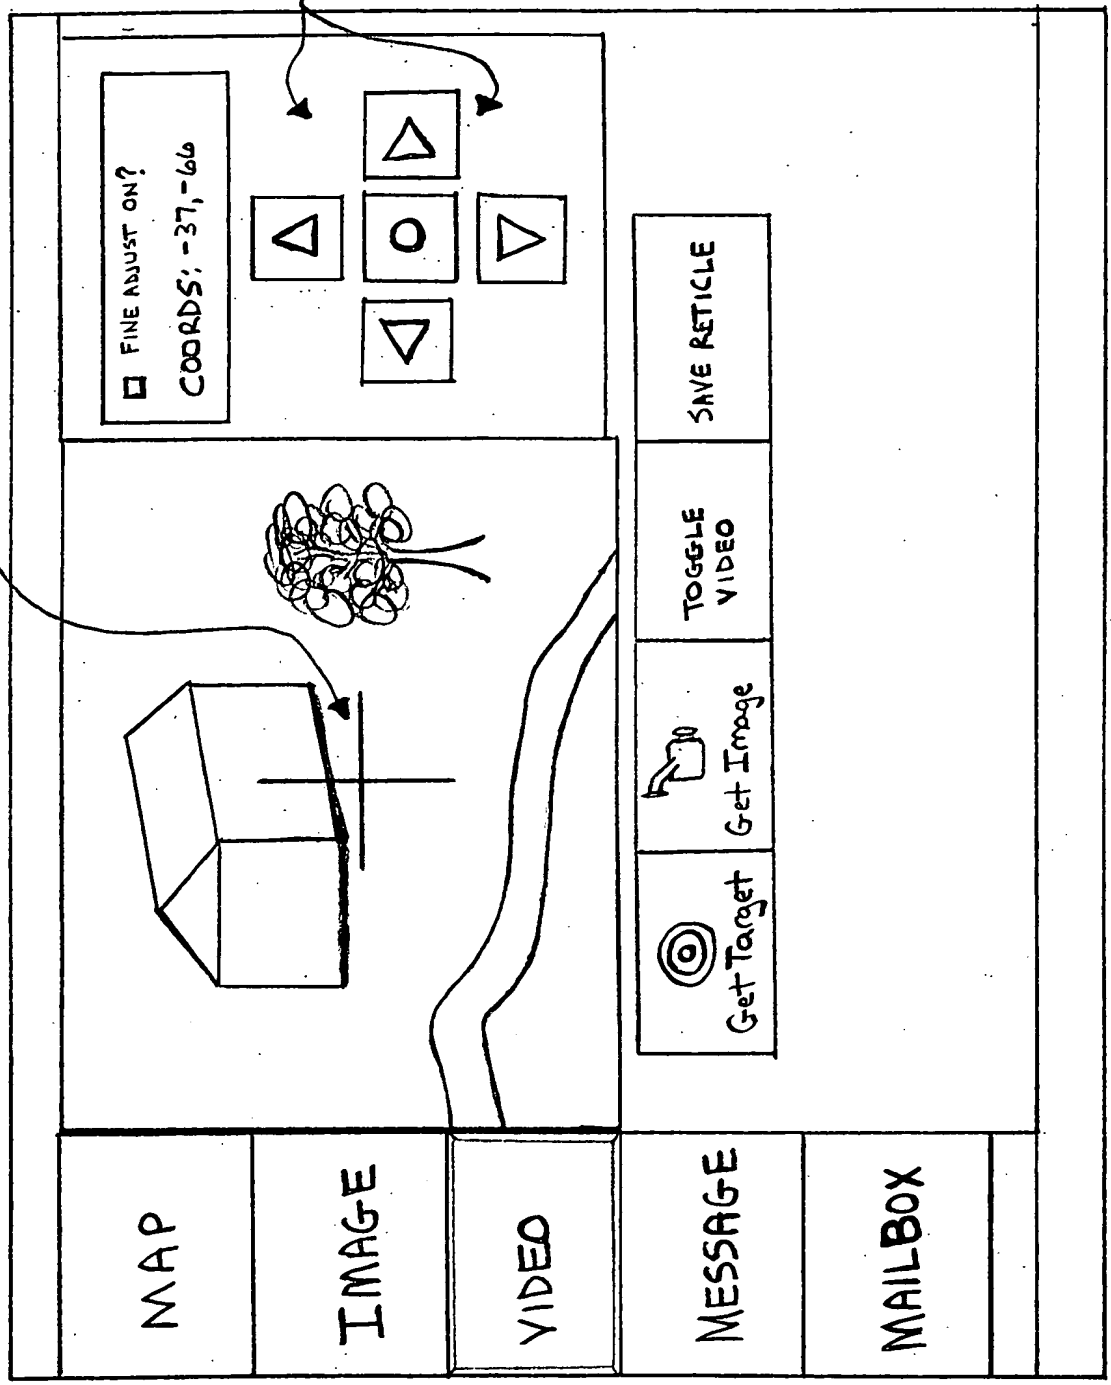 MAP
IMAGE
VIDEO
MESSAGE
MAILBOX
FINE ADJUST ON?
COORDS: -37,-66
Get Target
Get Image
TOGGLE
VIDEO
SAVE RETICLE